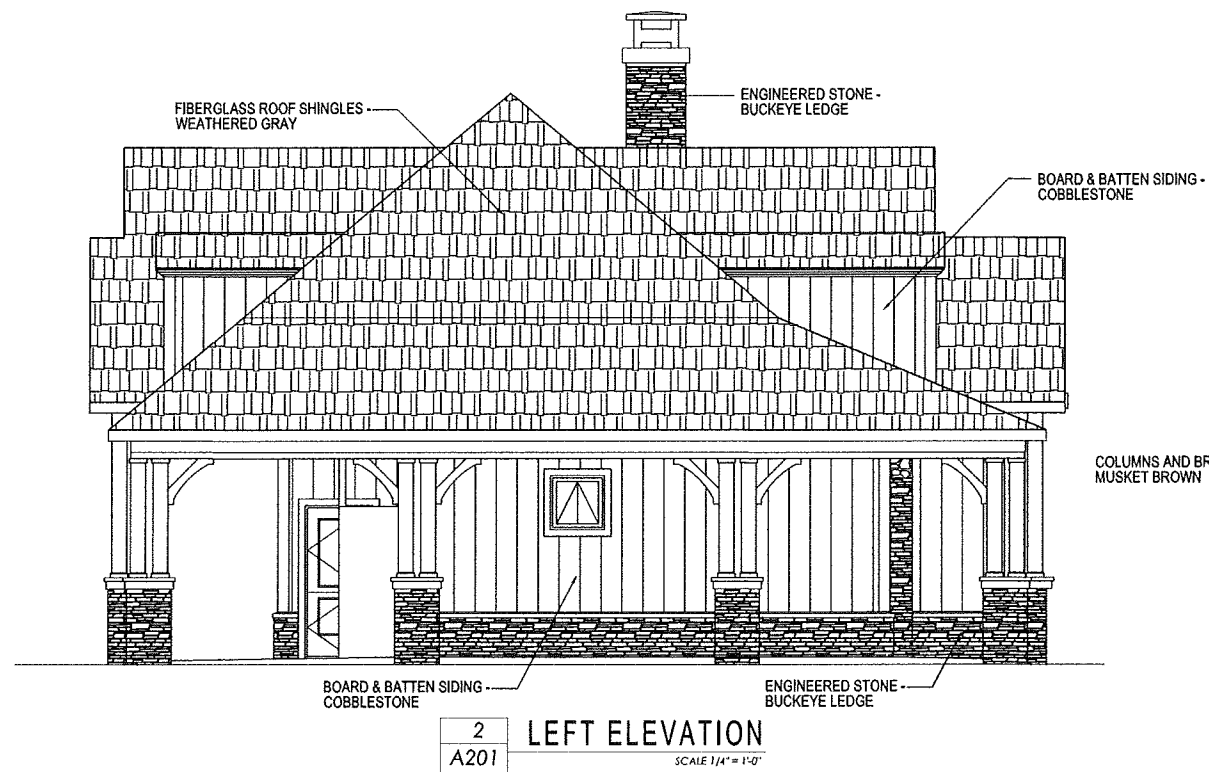 FIBERGLASS ROOF SHINGLES -
WEATHERED GRAY
ENGINEERED STONE -
BUCKEYE LEDGE
BOARD & BATTEN SIDING -
COBBLESTONE
COLUMNS AND BR
MUSKET BROWN
BOARD & BATTEN SIDING -
COBBLESTONE
ENGINEERED STONE -
BUCKEYE LEDGE
2
A201
LEFT ELEVATION
SCALE 1/4" = 1'-0"